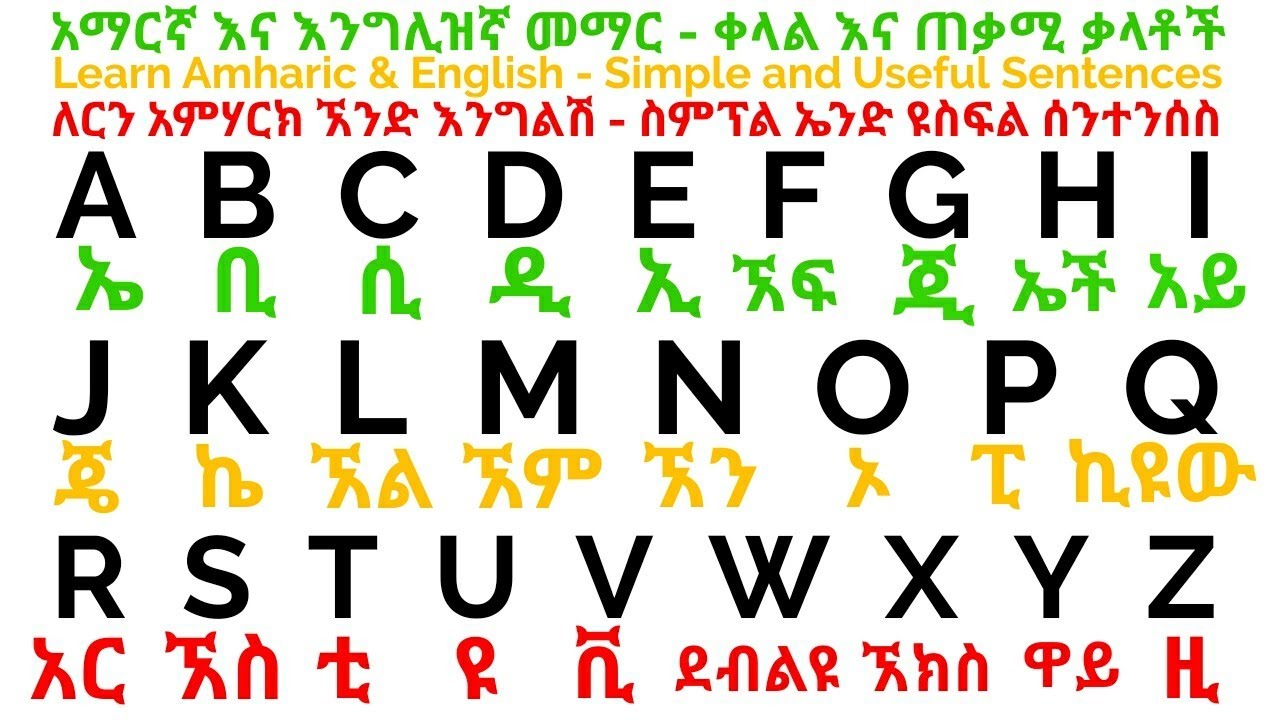 አማርኛ እና እንግሊዝኛ መማር - ቀላል እና ጠቃሚ ቃላቶች
Learn Amharic & English - Simple and Useful Sentences
ለርን አምሃርክ ኧንድ እንግልሽ - ስምፕል ኤንድ ዩስፍል ሰንተንሰስ
A B C D E F G H I
ኤ ቢ ሲ ዲ ኢ ኧፍ ጂ ኤች አይ
J K L M N O P Q
ጄ ኬ ኧል ኧም ኧን ኦ ፒ ኪዩው
R S T U V W X Y Z
አር ኧስ ቲ ዩ ቪ ደብልዩ ኧክስ ዋይ ዚ